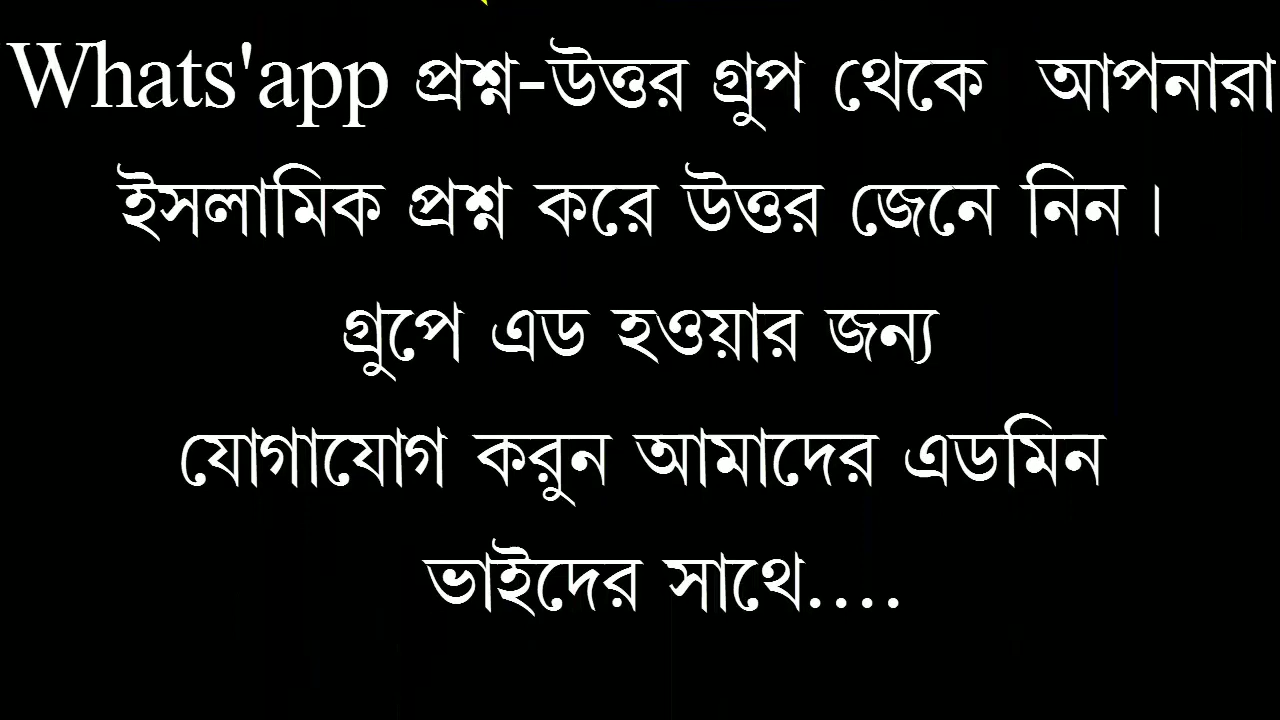 Whats'app প্রশ্ন-উত্তর গ্রুপ থেকে আপনারা
ইসলামিক প্রশ্ন করে উত্তর জেনে নিন।
গ্রুপে এড হওয়ার জন্য
যোগাযোগ করুন আমাদের এডমিন
ভাইদের সাথে....